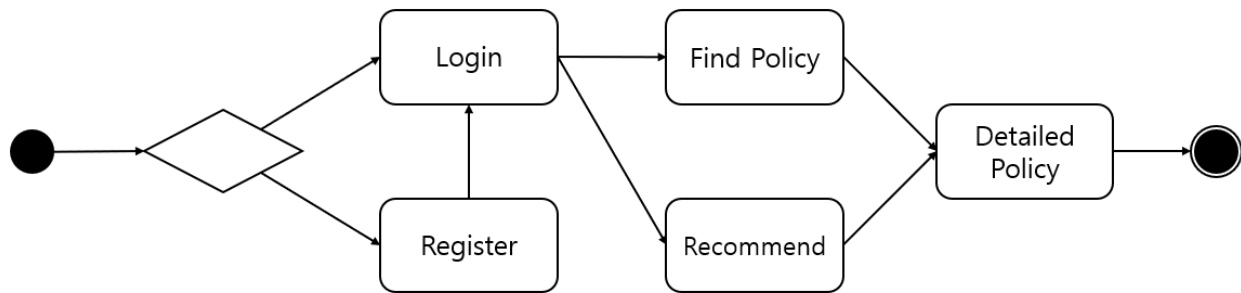 Login
Find Policy
Detailed
Policy
Register
Recommend